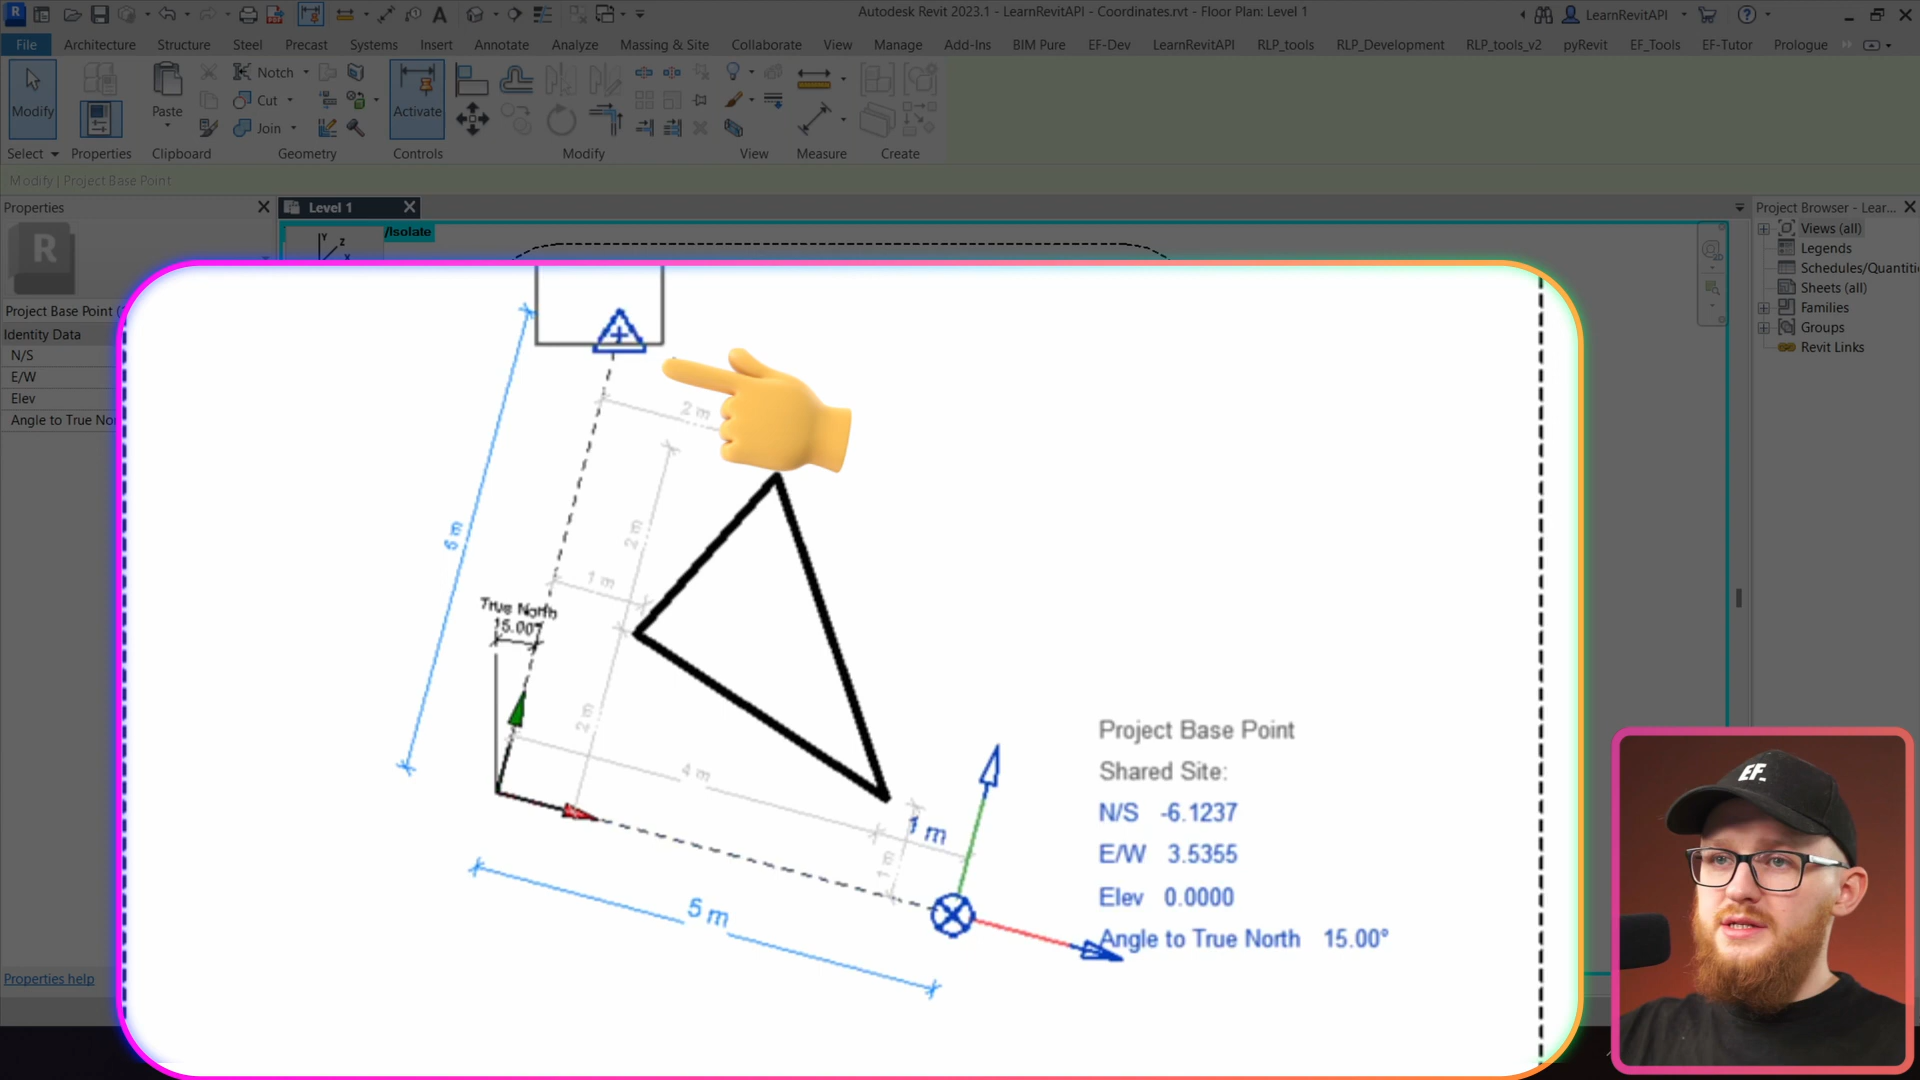 Autodesk Revit 2023.1 - LearnRevitAPI - Coordinates.rvt - Floor Plan: Level 1
LearnRevitAPI
File Architecture Structure Steel Precast Systems Insert Annotate Analyze Massing & Site Collaborate View Manage Add-Ins BIM Pure EF-Dev LearnRevitAPI RLP_tools RLP_Development RLP_tools_v2 pyRevit EF_Tools EF-Tutor Prologue
Notch
Cut
Join
Modify
Paste
Activate
Select Properties Clipboard Geometry Controls Modify View Measure Create
Modify | Project Base Point
Properties
Level 1
Project Browser - Lear...
/Isolate
Y
Z
X
R
Views (all)
Legends
Schedules/Quantiti
Sheets (all)
Families
Groups
Revit Links
Project Base Point (
Identity Data
N/S
E/W
Elev
Angle to True No
2 m
2 m
6 m
1 m
True North
15.00°
2 m
4 m
1 m
1 m
5 m
Project Base Point
Shared Site:
N/S -6.1237
E/W 3.5355
Elev 0.0000
Angle to True North 15.00°
Properties help
EF.